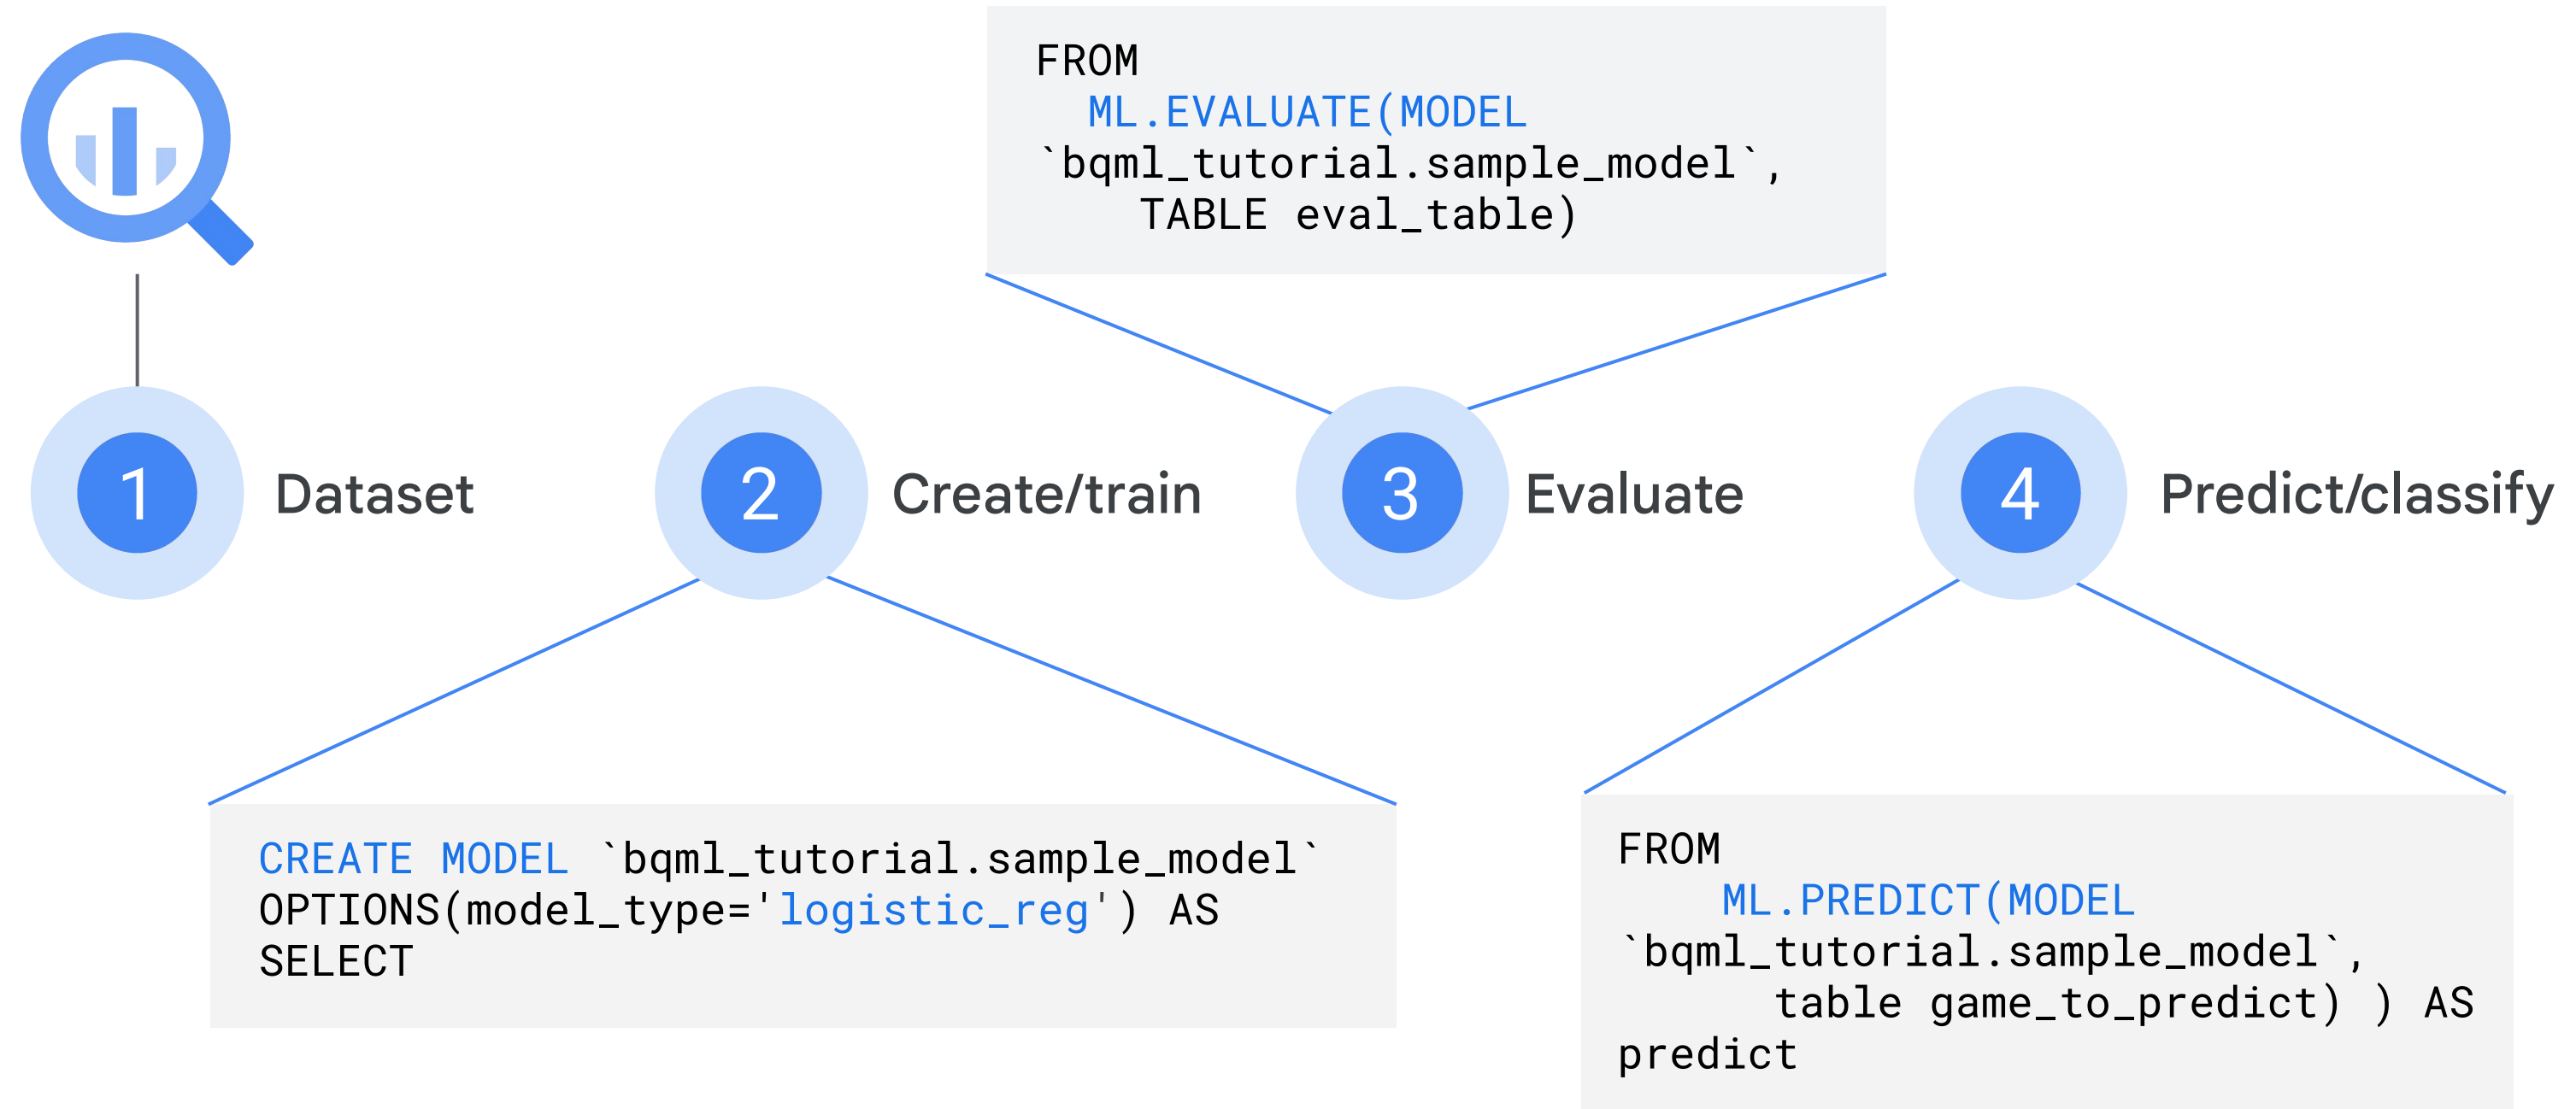 FROM
ML.EVALUATE(MODEL
`bqml_tutorial.sample_model`,
TABLE eval_table)
1 Dataset
2 Create/train
3 Evaluate
4 Predict/classify
CREATE MODEL `bqml_tutorial.sample_model`
OPTIONS(model_type='logistic_reg') AS
SELECT
FROM
ML.PREDICT(MODEL
`bqml_tutorial.sample_model`,
table game_to_predict) ) AS
predict